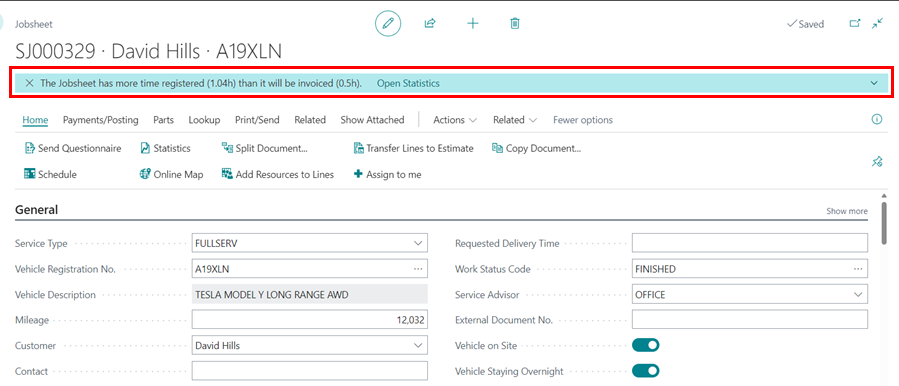 Jobsheet
Saved
SJ000329 · David Hills · A19XLN
The Jobsheet has more time registered (1.04h) than it will be invoiced (0.5h). Open Statistics
Home Payments/Posting Parts Lookup Print/Send Related Show Attached Actions Related Fewer options
Send Questionnaire Statistics Split Document... Transfer Lines to Estimate Copy Document...
Schedule Online Map Add Resources to Lines Assign to me
General Show more
Service Type FULLSERV Requested Delivery Time
Vehicle Registration No. A19XLN Work Status Code FINISHED
Vehicle Description TESLA MODEL Y LONG RANGE AWD Service Advisor OFFICE
Mileage 12,032 External Document No.
Customer David Hills Vehicle on Site
Contact Vehicle Staying Overnight